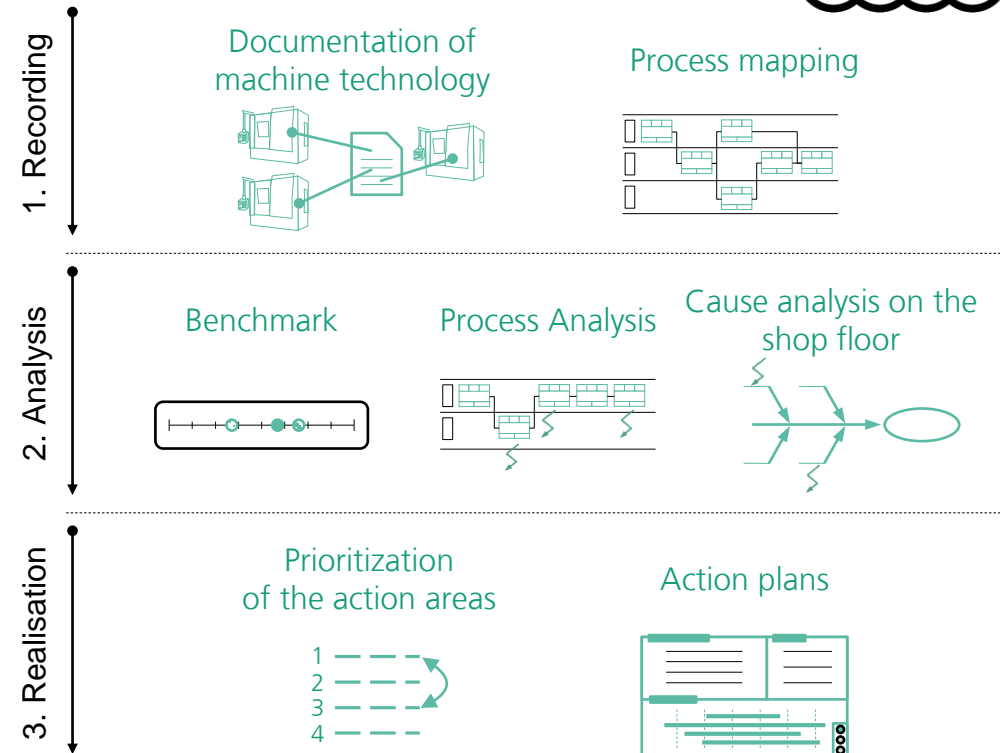 1. Recording
Documentation of
machine technology
Process mapping
2. Analysis
Benchmark
Process Analysis
Cause analysis on the
shop floor
3. Realisation
Prioritization
of the action areas
1
2
3
4
Action plans